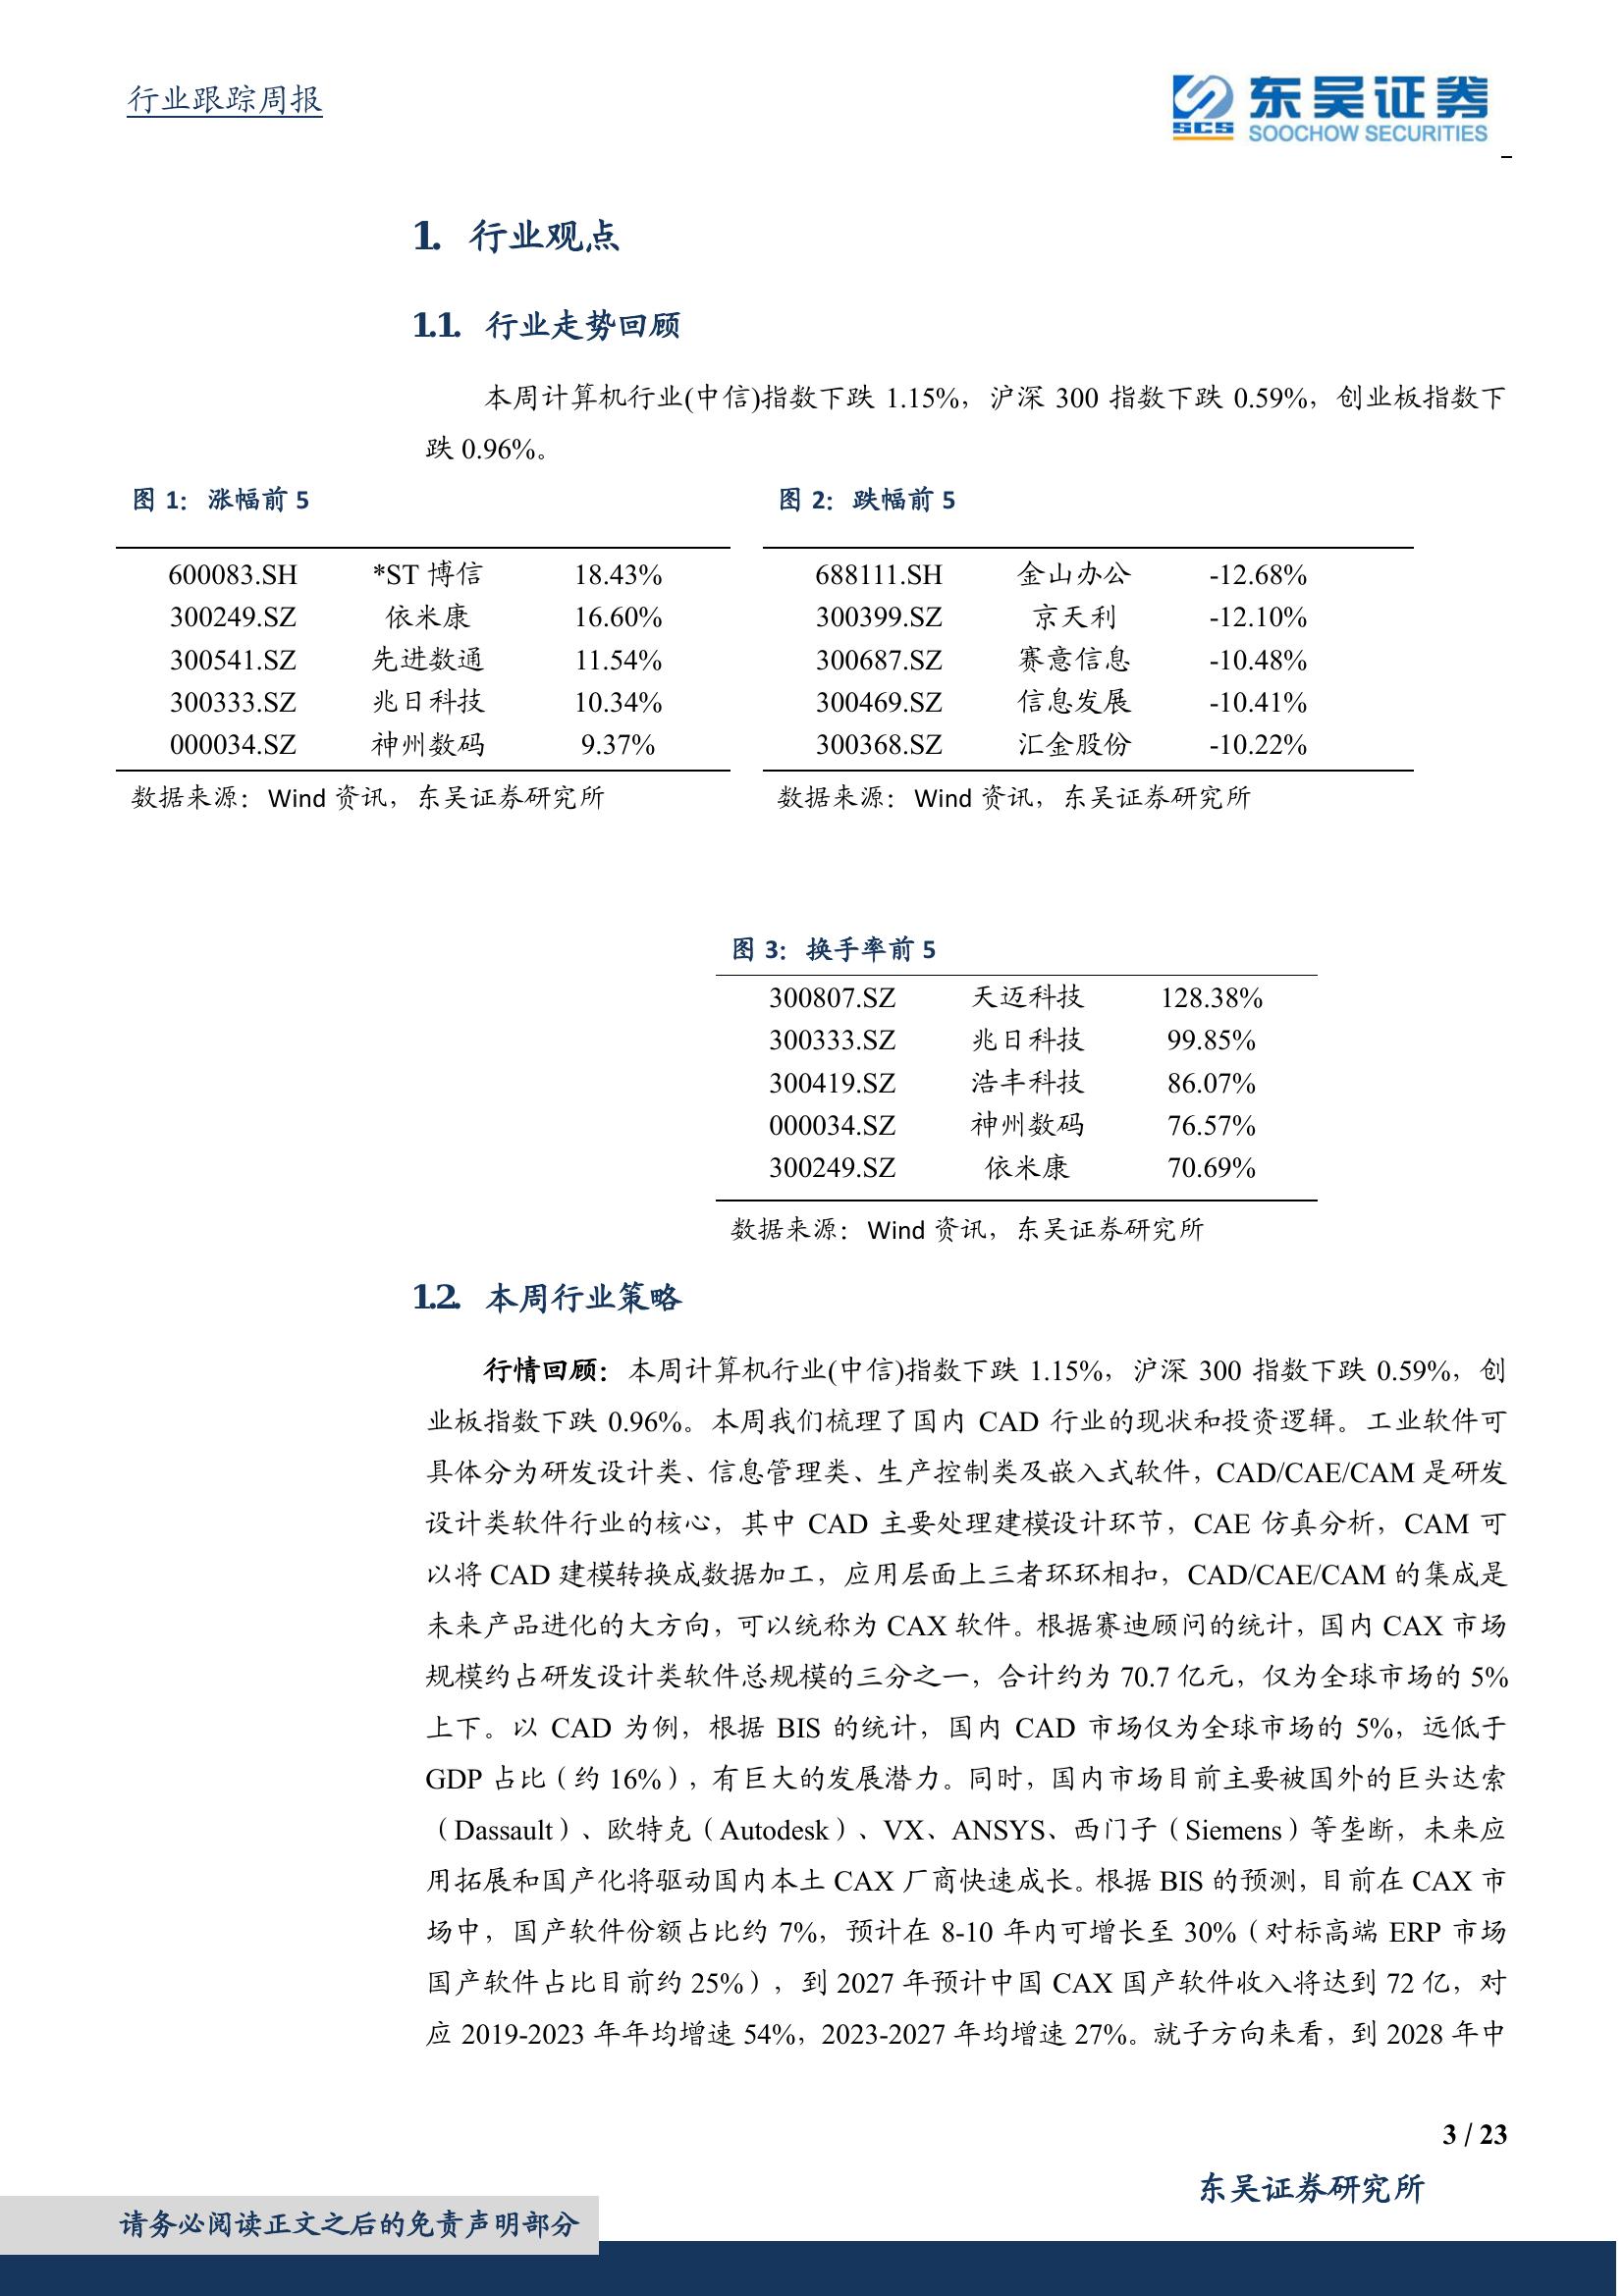 行业跟踪周报
SCS
东吴证券
SOOCHOW SECURITIES
1. 行业观点
1.1. 行业走势回顾
本周计算机行业(中信)指数下跌 1.15%，沪深 300 指数下跌 0.59%，创业板指数下
跌 0.96%。
图 1：涨幅前 5
600083.SH *ST 博信 18.43%
300249.SZ 依米康 16.60%
300541.SZ 先进数通 11.54%
300333.SZ 兆日科技 10.34%
000034.SZ 神州数码 9.37%
数据来源：Wind 资讯，东吴证券研究所
图 2：跌幅前 5
688111.SH 金山办公 -12.68%
300399.SZ 京天利 -12.10%
300687.SZ 赛意信息 -10.48%
300469.SZ 信息发展 -10.41%
300368.SZ 汇金股份 -10.22%
数据来源：Wind 资讯，东吴证券研究所
图 3：换手率前 5
300807.SZ 天迈科技 128.38%
300333.SZ 兆日科技 99.85%
300419.SZ 浩丰科技 86.07%
000034.SZ 神州数码 76.57%
300249.SZ 依米康 70.69%
数据来源：Wind 资讯，东吴证券研究所
1.2. 本周行业策略
行情回顾：本周计算机行业(中信)指数下跌 1.15%，沪深 300 指数下跌 0.59%，创
业板指数下跌 0.96%。本周我们梳理了国内 CAD 行业的现状和投资逻辑。工业软件可
具体分为研发设计类、信息管理类、生产控制类及嵌入式软件，CAD/CAE/CAM 是研发
设计类软件行业的核心，其中 CAD 主要处理建模设计环节，CAE 仿真分析，CAM 可
以将 CAD 建模转换成数据加工，应用层面上三者环环相扣，CAD/CAE/CAM 的集成是
未来产品进化的大方向，可以统称为 CAX 软件。根据赛迪顾问的统计，国内 CAX 市场
规模约占研发设计类软件总规模的三分之一，合计约为 70.7 亿元，仅为全球市场的 5%
上下。以 CAD 为例，根据 BIS 的统计，国内 CAD 市场仅为全球市场的 5%，远低于
GDP 占比（约 16%），有巨大的发展潜力。同时，国内市场目前主要被国外的巨头达索
（Dassault）、欧特克（Autodesk）、VX、ANSYS、西门子（Siemens）等垄断，未来应
用拓展和国产化将驱动国内本土 CAX 厂商快速成长。根据 BIS 的预测，目前在 CAX 市
场中，国产软件份额占比约 7%，预计在 8-10 年内可增长至 30%（对标高端 ERP 市场
国产软件占比目前约 25%），到 2027 年预计中国 CAX 国产软件收入将达到 72 亿，对
应 2019-2023 年年均增速 54%，2023-2027 年均增速 27%。就子方向来看，到 2028 年中
3 / 23
东吴证券研究所
请务必阅读正文之后的免责声明部分